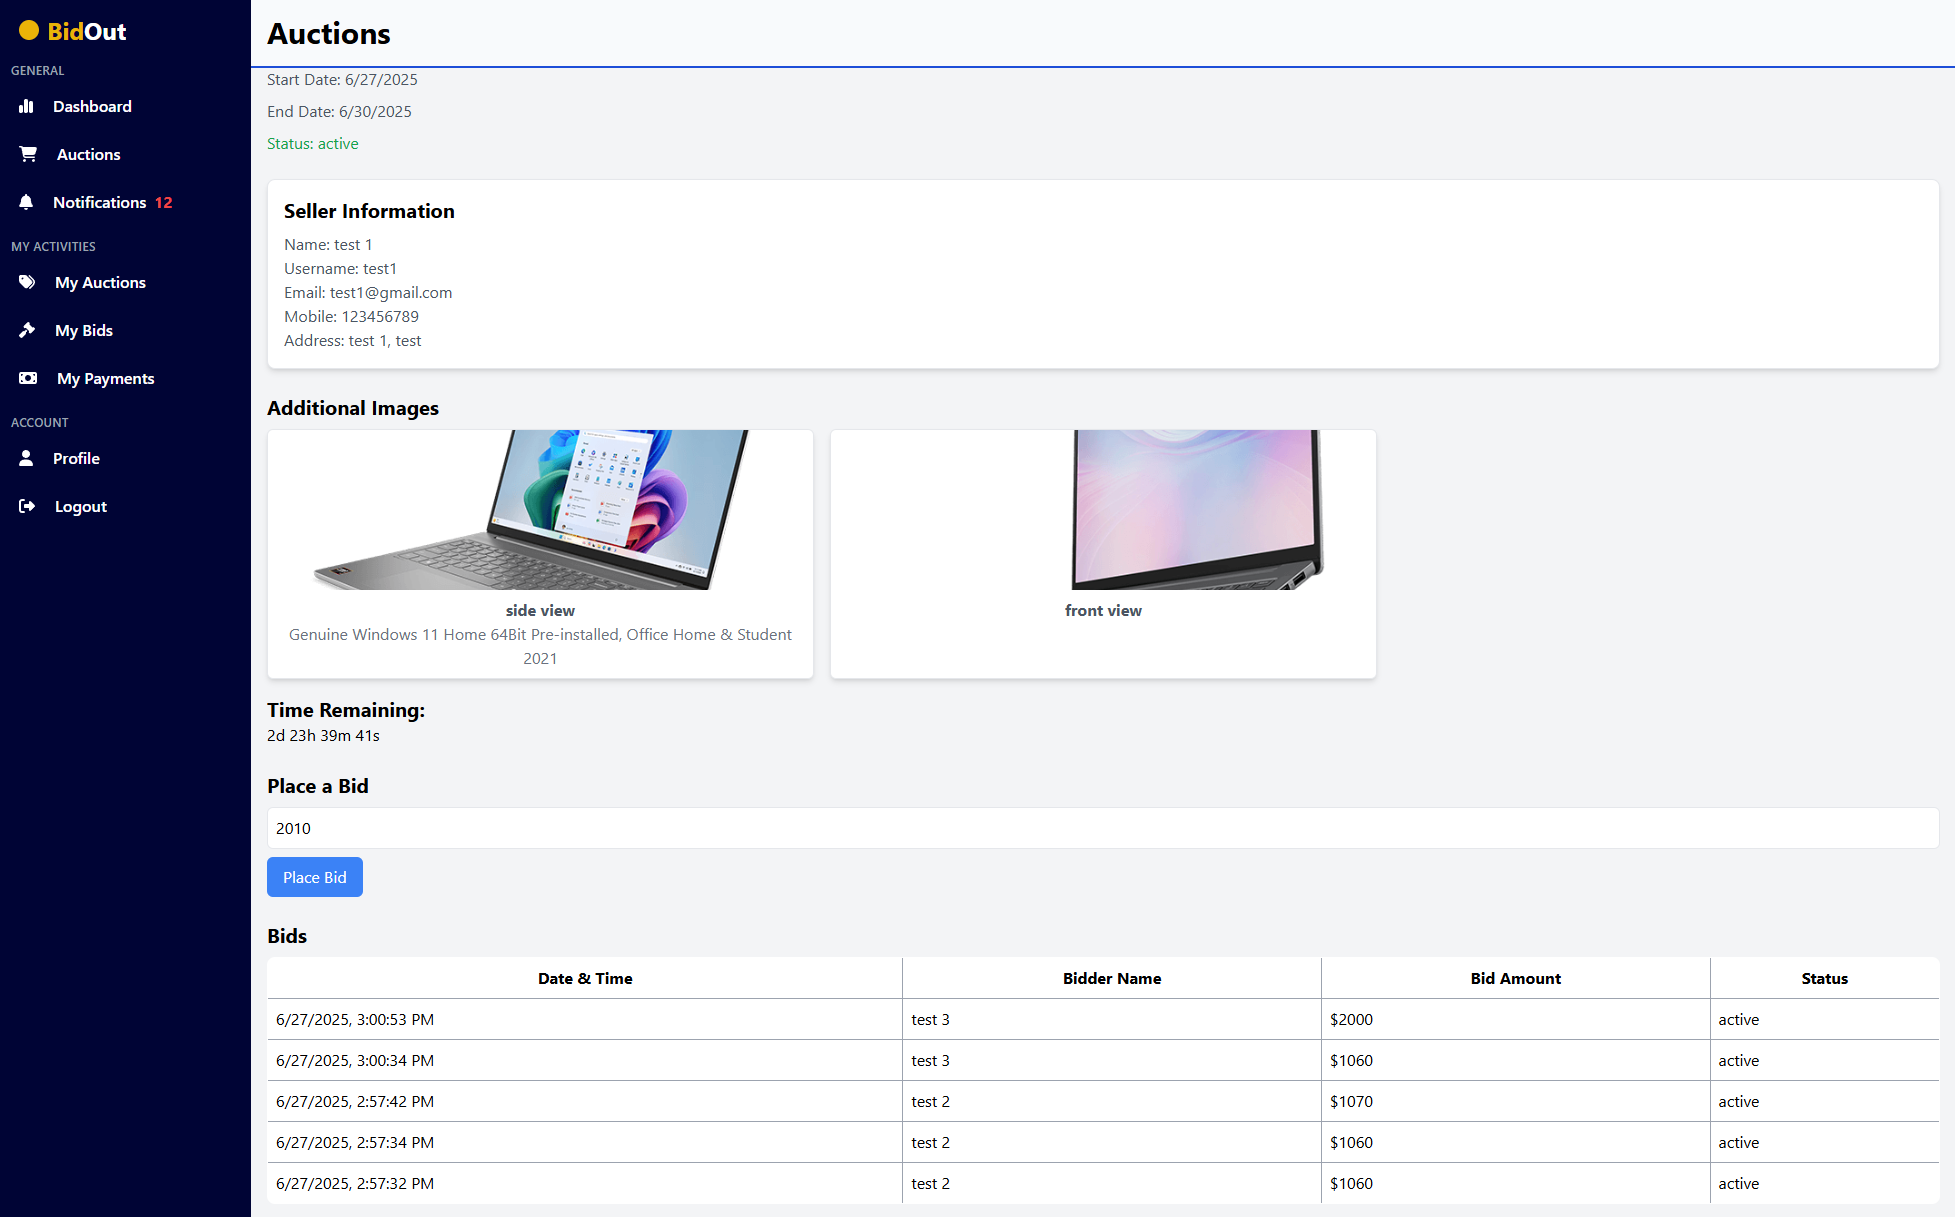 BidOut
GENERAL
Dashboard
Auctions
Notifications 12
MY ACTIVITIES
My Auctions
My Bids
My Payments
ACCOUNT
Profile
Logout
Auctions
Start Date: 6/27/2025
End Date: 6/30/2025
Status: active
Seller Information
Name: test 1
Username: test1
Email: test1@gmail.com
Mobile: 123456789
Address: test 1, test
Additional Images
side view
Genuine Windows 11 Home 64Bit Pre-installed, Office Home & Student
2021
front view
Time Remaining:
2d 23h 39m 41s
Place a Bid
2010
Place Bid
Bids
Date & Time Bidder Name Bid Amount Status
6/27/2025, 3:00:53 PM test 3 $2000 active
6/27/2025, 3:00:34 PM test 3 $1060 active
6/27/2025, 2:57:42 PM test 2 $1070 active
6/27/2025, 2:57:34 PM test 2 $1060 active
6/27/2025, 2:57:32 PM test 2 $1060 active